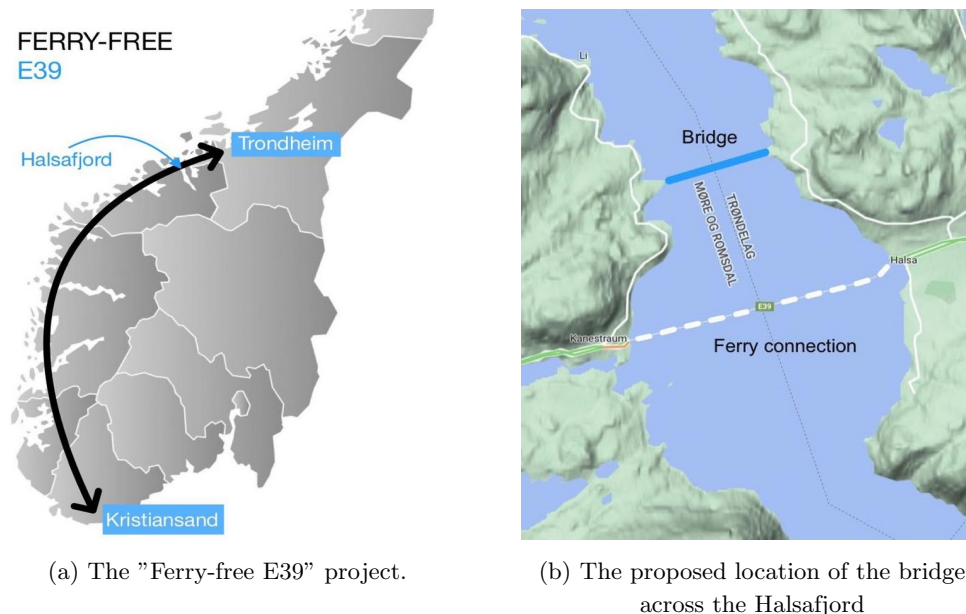 FERRY-FREE
E39
Halsafjord
Trondheim
Kristiansand
(a) The ”Ferry-free E39” project.
Li
Bridge
TRØNDELAG
MØRE OG ROMSDAL
Halsa
E39
Kanestraum
Ferry connection
(b) The proposed location of the bridge
across the Halsafjord